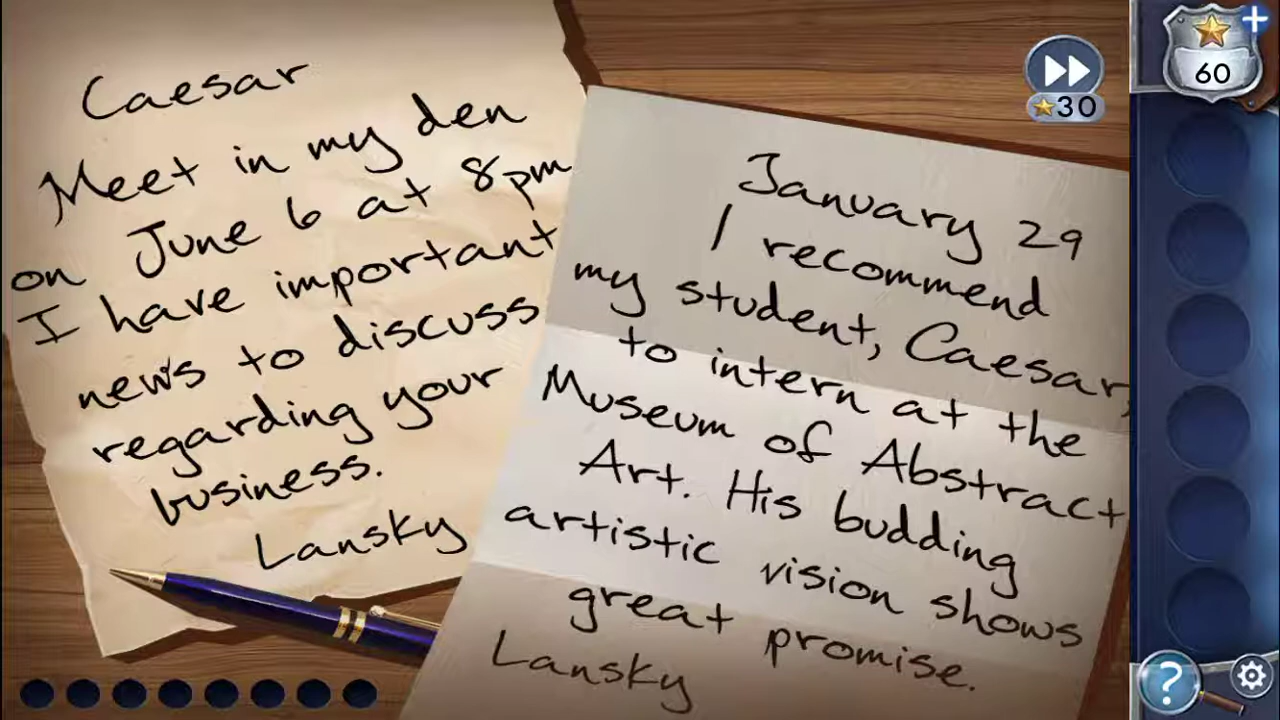 Caesar
Meet in my den
on June 6 at 8pm
I have important
news to discuss
regarding your
business.
Lansky
January 29
I recommend
my student, Caesar,
to intern at the
Museum of Abstract
Art. His budding
artistic vision shows
great promise.
Lansky
30
60
?